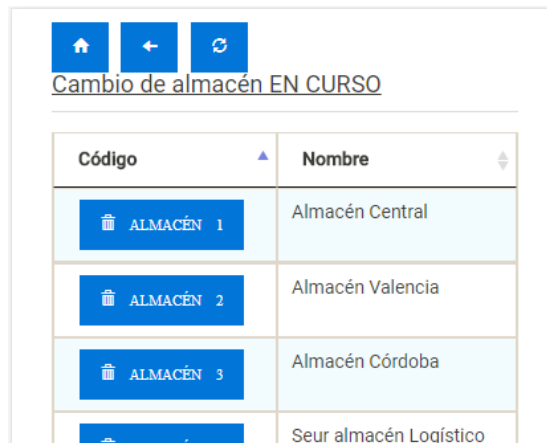 Cambio de almacén EN CURSO
Código Nombre
ALMACÉN 1 Almacén Central
ALMACÉN 2 Almacén Valencia
ALMACÉN 3 Almacén Córdoba
Seur almacén Logístico